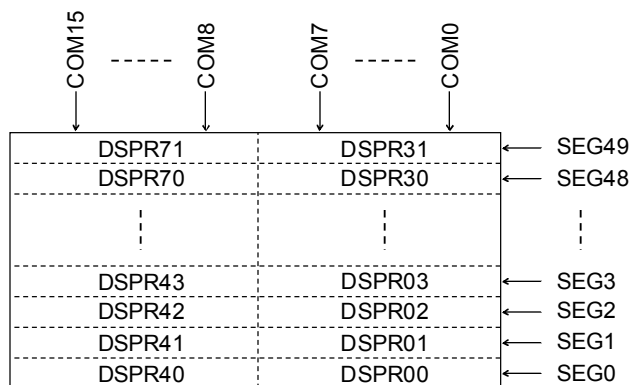 COM15 COM8 COM7 COM0
DSPR71 DSPR31 SEG49
DSPR70 DSPR30 SEG48
DSPR43 DSPR03 SEG3
DSPR42 DSPR02 SEG2
DSPR41 DSPR01 SEG1
DSPR40 DSPR00 SEG0